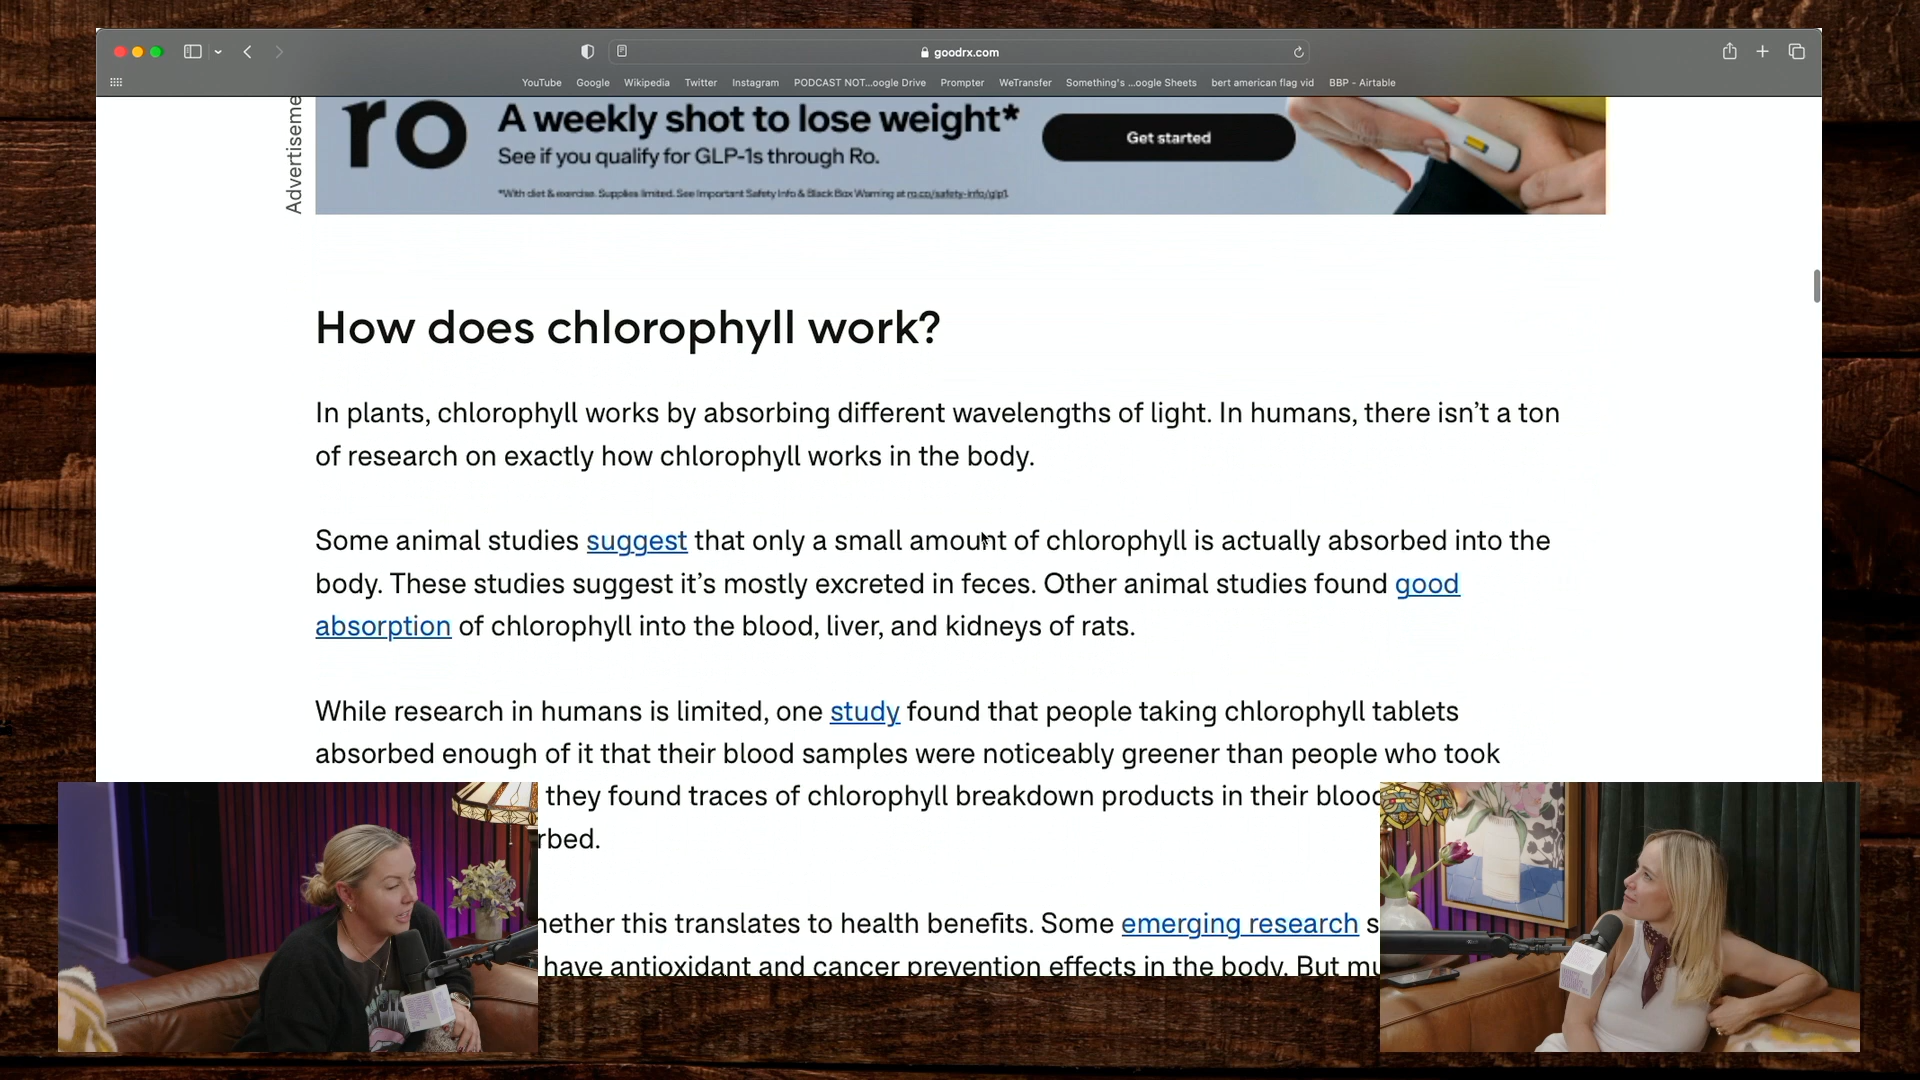 goodrx.com
YouTube Google Wikipedia Twitter Instagram PODCAST NOT...oogle Drive Prompter WeTransfer Something's ...oogle Sheets bert american flag vid BBP - Airtable
Advertiseme
ro
A weekly shot to lose weight*
See if you qualify for GLP-1s through Ro.
*With diet & exercise. Supplies limited. See Important Safety Info & Black Box Warning at ro.co/safety-info/glp1.
Get started
How does chlorophyll work?
In plants, chlorophyll works by absorbing different wavelengths of light. In humans, there isn’t a ton
of research on exactly how chlorophyll works in the body.
Some animal studies suggest that only a small amount of chlorophyll is actually absorbed into the
body. These studies suggest it’s mostly excreted in feces. Other animal studies found good
absorption of chlorophyll into the blood, liver, and kidneys of rats.
While research in humans is limited, one study found that people taking chlorophyll tablets
absorbed enough of it that their blood samples were noticeably greener than people who took
they found traces of chlorophyll breakdown products in their blood
rbed.
hether this translates to health benefits. Some emerging research s
have antioxidant and cancer prevention effects in the body. But mu